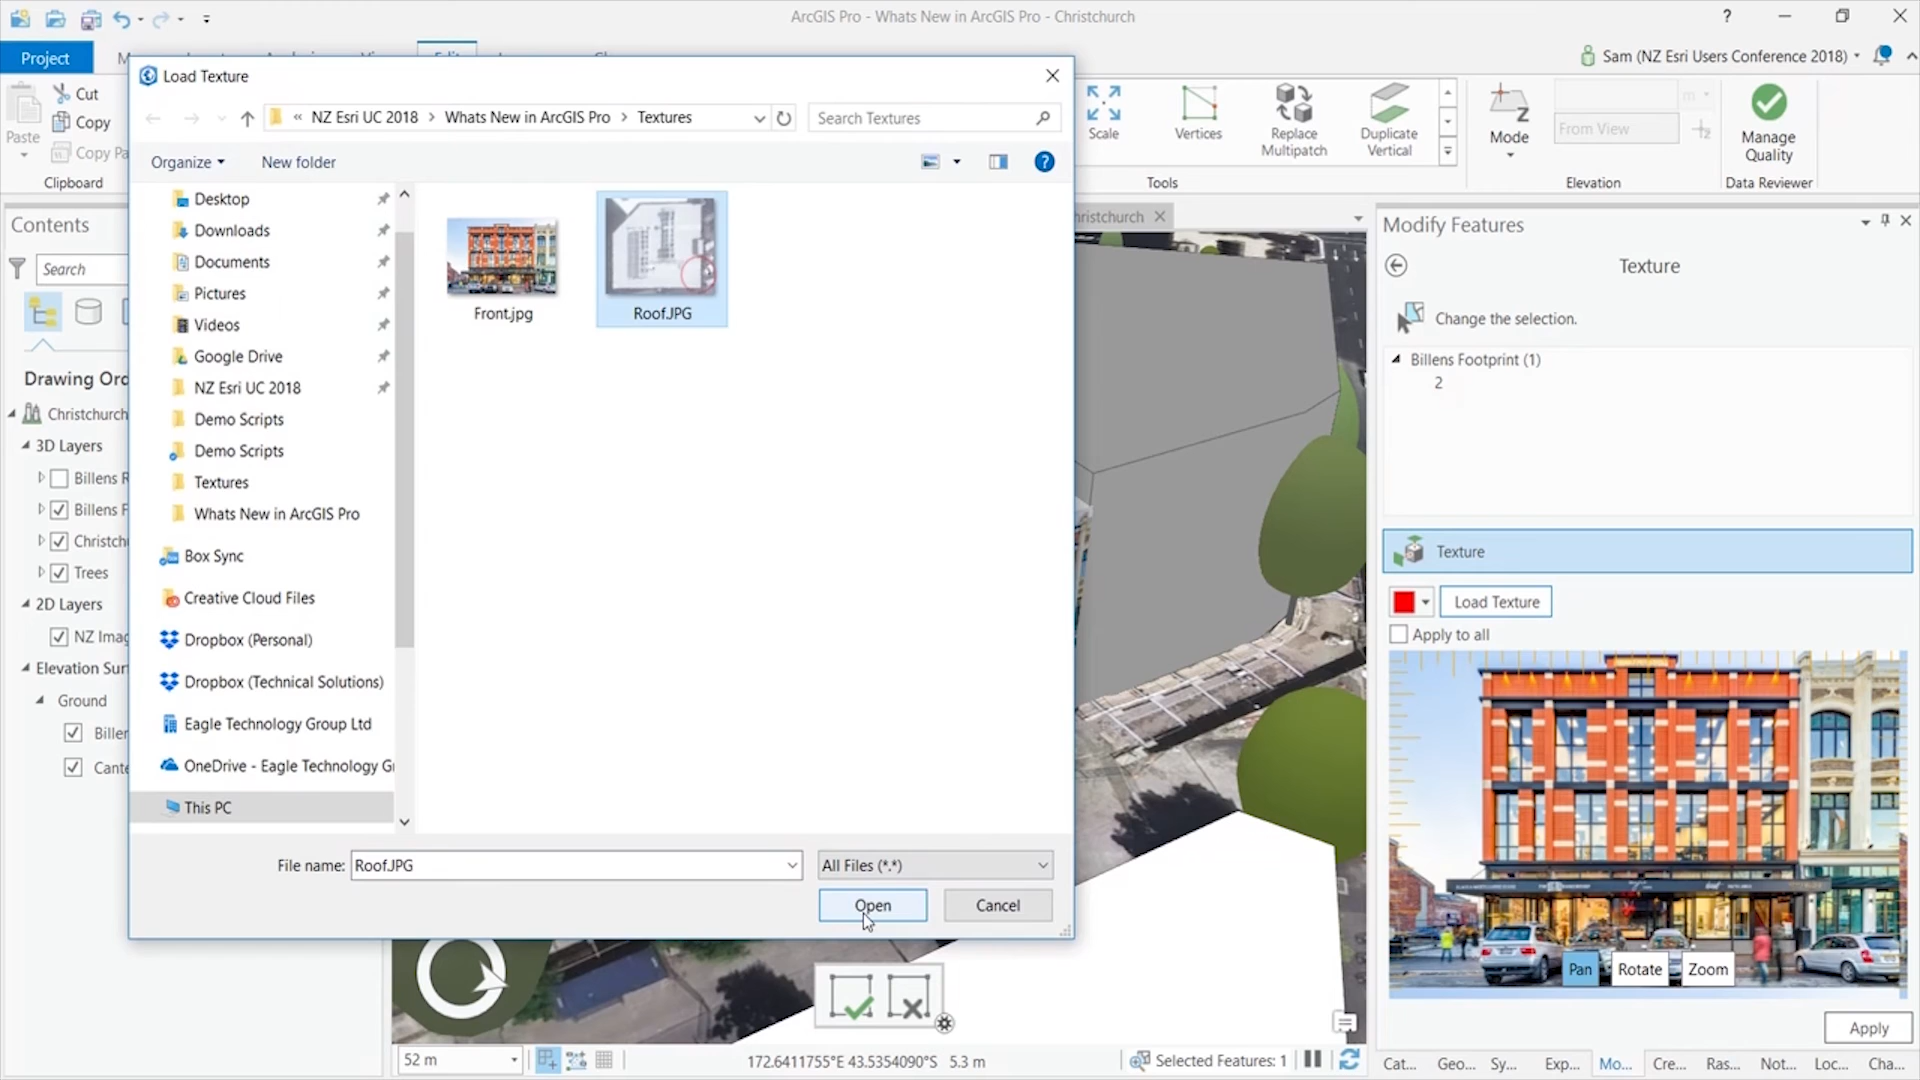 ArcGIS Pro - Whats New in ArcGIS Pro - Christchurch
?
Project
Sam (NZ Esri Users Conference 2018)
Load Texture
« NZ Esri UC 2018 > Whats New in ArcGIS Pro > Textures
Search Textures
Organize
New folder
Paste
Cut
Copy
Copy Pa
Clipboard
Scale
Vertices
Replace
Multipatch
Duplicate
Vertical
Tools
Mode
m
From View
Elevation
Manage
Quality
Data Reviewer
Contents
Search
Drawing Ord
Christchurch
3D Layers
Billens R
Billens F
Christch
Trees
2D Layers
NZ Imag
Elevation Sur
Ground
Biller
Cante
Desktop
Downloads
Documents
Pictures
Videos
Google Drive
NZ Esri UC 2018
Demo Scripts
Demo Scripts
Textures
Whats New in ArcGIS Pro
Box Sync
Creative Cloud Files
Dropbox (Personal)
Dropbox (Technical Solutions)
Eagle Technology Group Ltd
OneDrive - Eagle Technology Gr
This PC
Front.jpg
Roof.JPG
File name:
Roof.JPG
All Files (*.*)
Open
Cancel
hristchurch
Modify Features
Texture
Change the selection.
Billens Footprint (1)
2
Texture
Load Texture
Apply to all
Pan
Rotate
Zoom
Apply
52 m
172.6411755°E 43.5354090°S
5.3 m
Selected Features: 1
Cat...
Geo...
Sy...
Exp...
Mo...
Cre...
Ras...
Not...
Loc...
Cha...